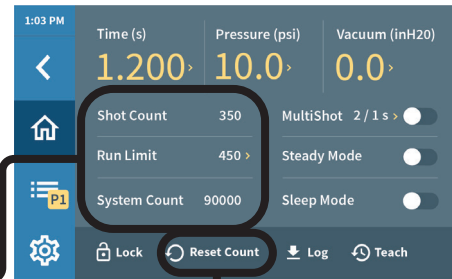 1:03 PM
Time (s) Pressure (psi) Vacuum (inH20)
1.200› 10.0› 0.0›
Shot Count 350 MultiShot 2 / 1 s ›
Run Limit 450 › Steady Mode
P1
System Count 90000 Sleep Mode
Lock Reset Count Log Teach